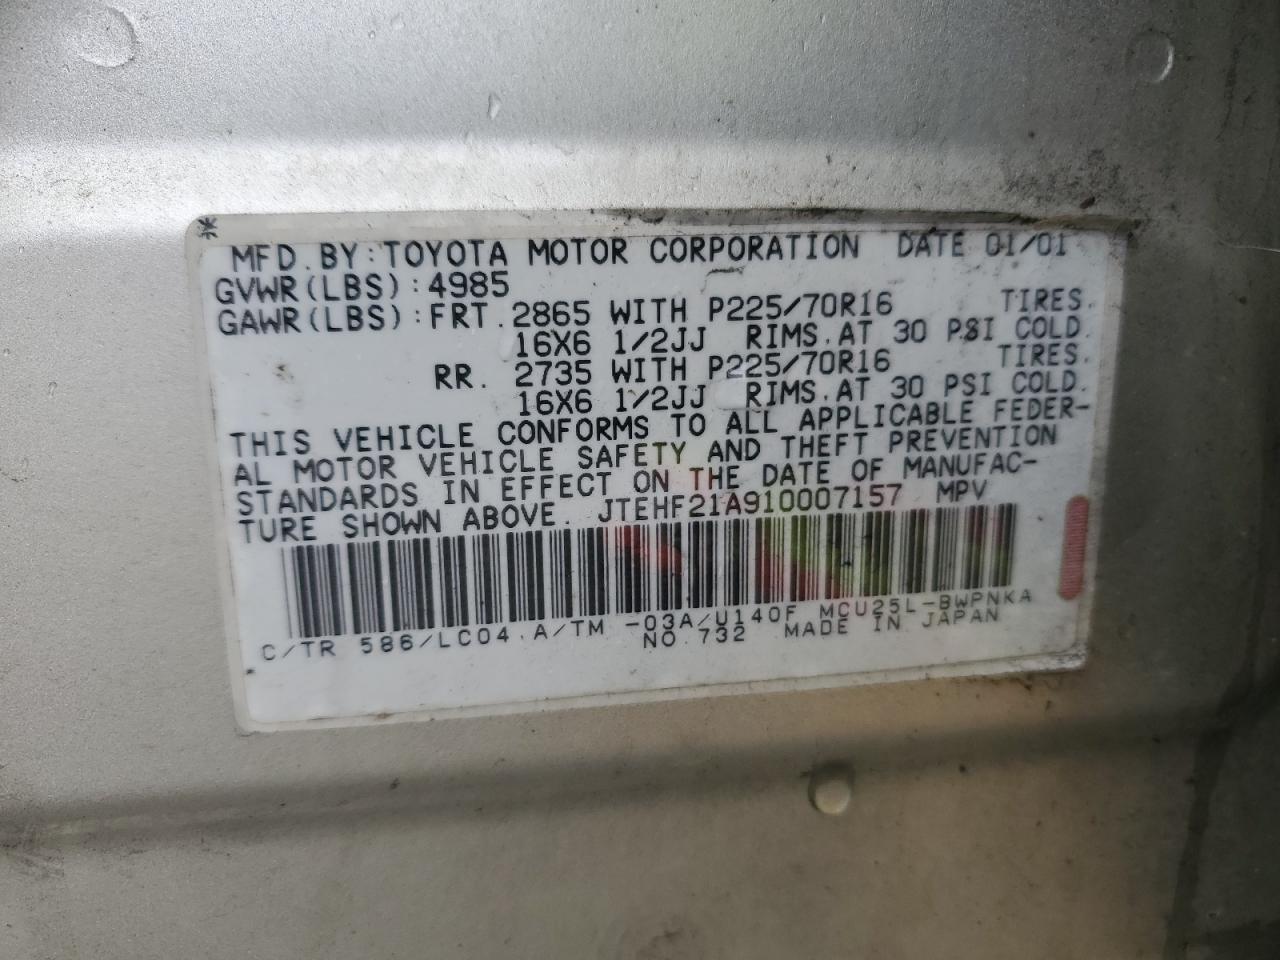 MFD. BY: TOYOTA MOTOR CORPORATION DATE 01/01
GVWR(LBS): 4985
GAWR(LBS): FRT. 2865 WITH P225/70R16 TIRES.
16X6 1/2JJ RIMS. AT 30 PSI COLD.
RR. 2735 WITH P225/70R16 TIRES.
16X6 1/2JJ RIMS. AT 30 PSI COLD.
THIS VEHICLE CONFORMS TO ALL APPLICABLE FEDER-
AL MOTOR VEHICLE SAFETY AND THEFT PREVENTION
STANDARDS IN EFFECT ON THE DATE OF MANUFAC-
TURE SHOWN ABOVE. JTEHF21A910007157 MPV
C/TR 586/LC04. A/TM -03A/U140F MCU25L-BWPNKA
NO. 732 MADE IN JAPAN